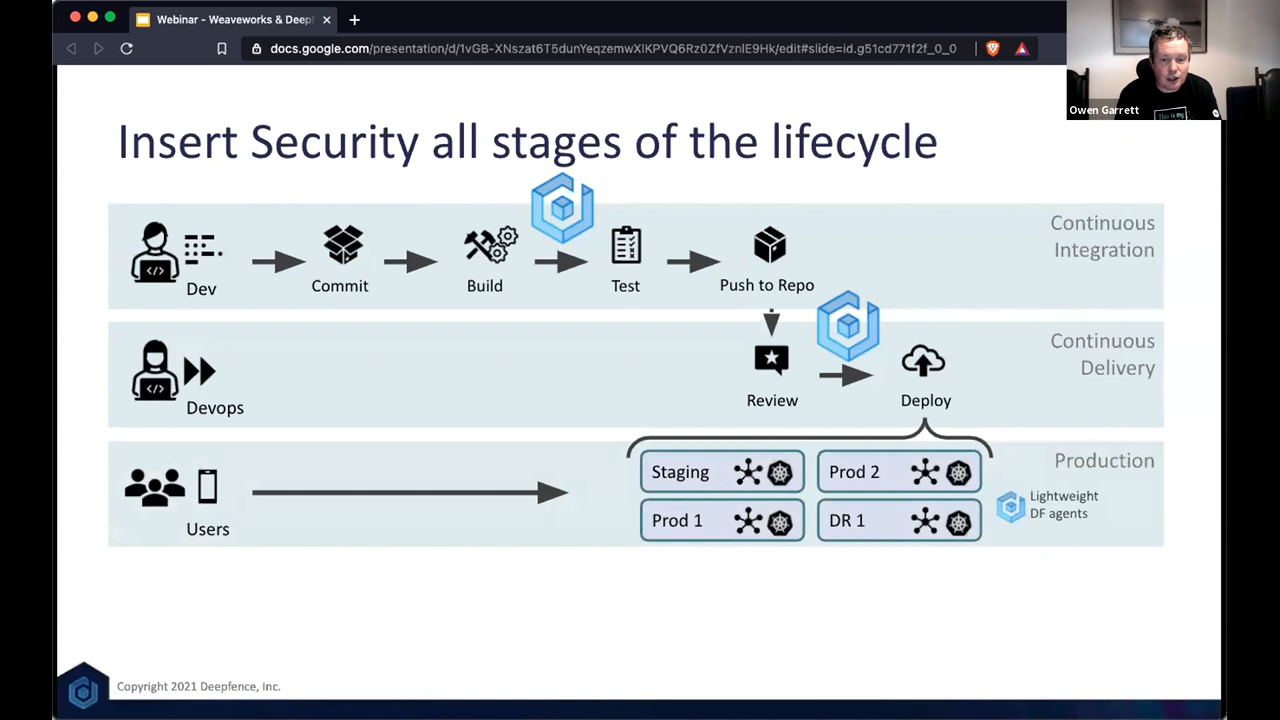 Webinar - Weaveworks & Deepf
docs.google.com/presentation/d/1vGB-XNszat6T5dunYeqzemwXlKPVQ6Rz0ZfVznlE9Hk/edit#slide=id.g51cd771f2f_0_0
Owen Garrett
Insert Security all stages of the lifecycle
Continuous
Integration
Dev
Commit
Build
Test
Push to Repo
Continuous
Delivery
Devops
Review
Deploy
Production
Users
Staging
Prod 2
Prod 1
DR 1
Lightweight
DF agents
Copyright 2021 Deepfence, Inc.